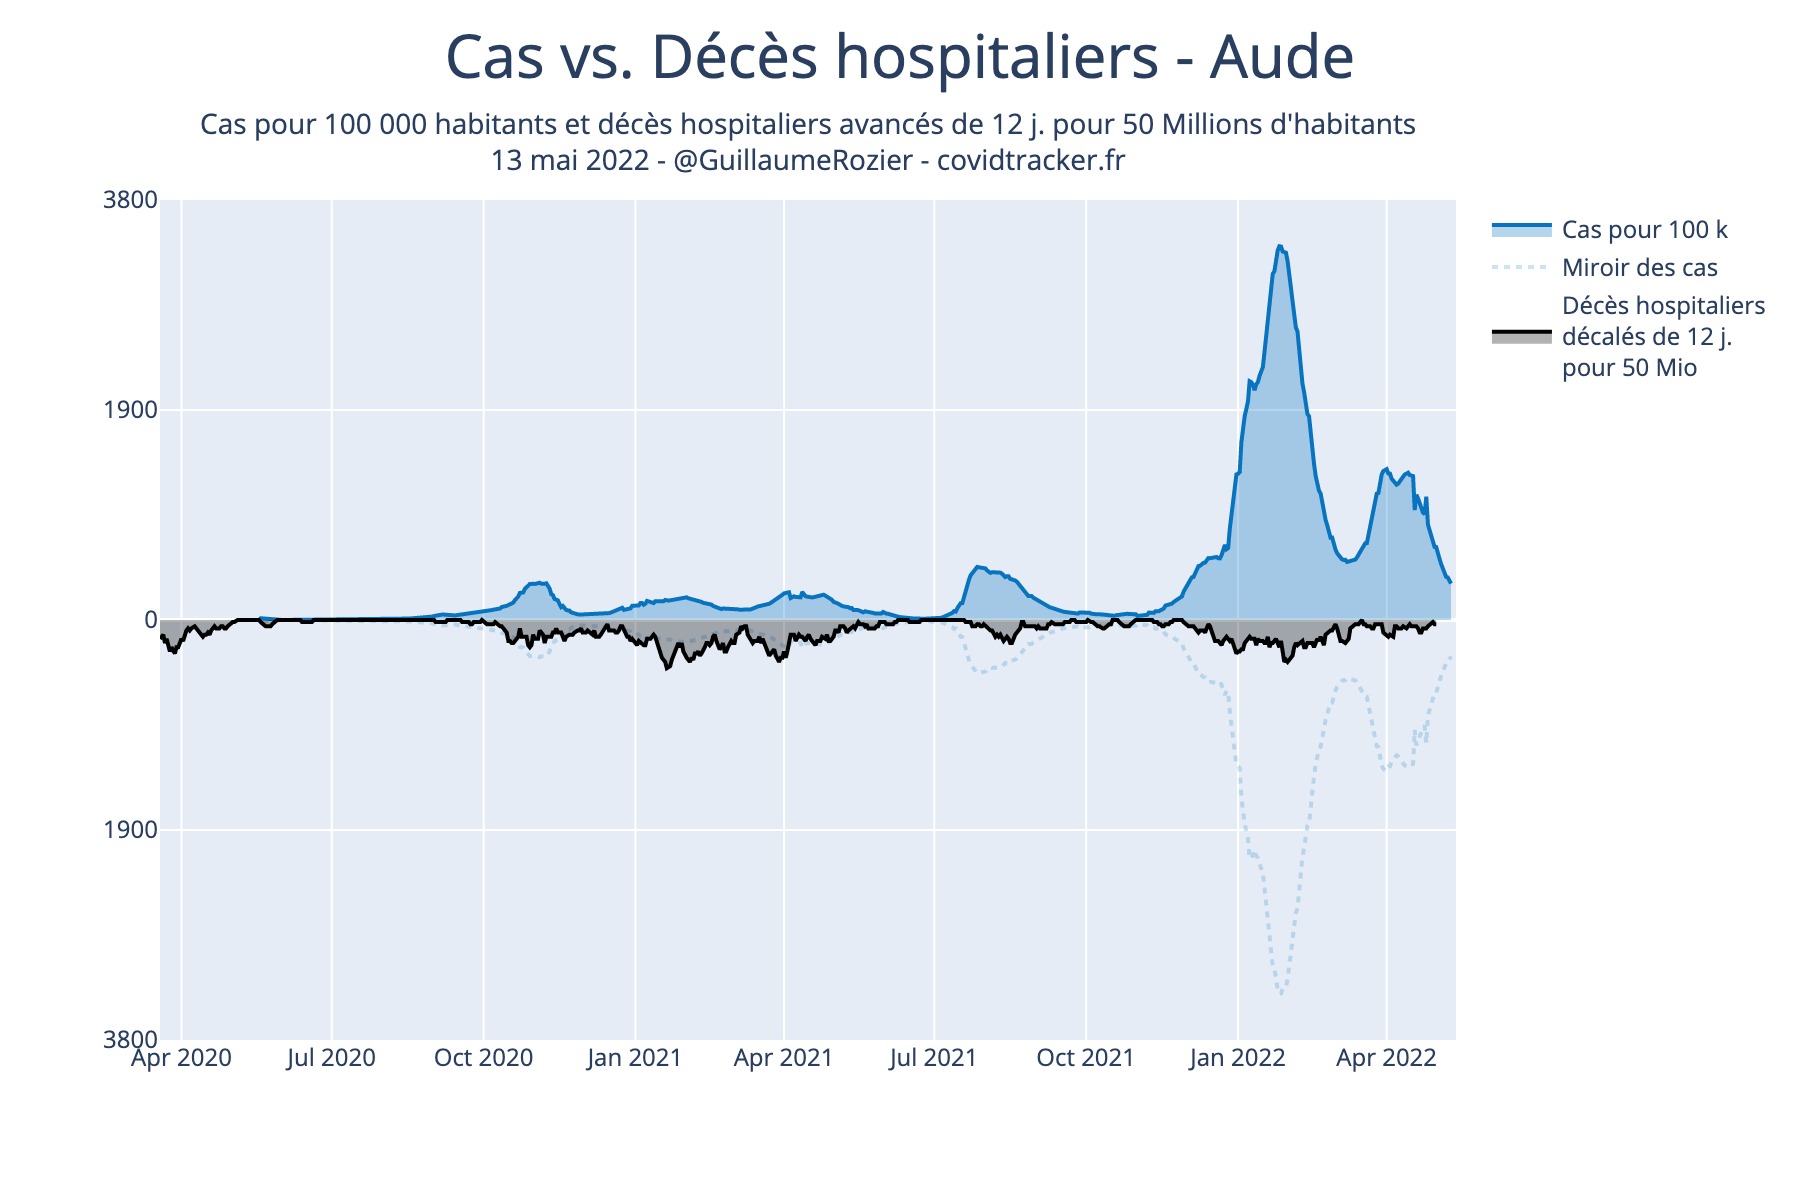 Cas vs. Décès hospitaliers - Aude
Cas pour 100 000 habitants et décès hospitaliers avancés de 12 j. pour 50 Millions d'habitants
13 mai 2022 - @GuillaumeRozier - covidtracker.fr
3800
1900
0
1900
3800
Apr 2020
Jul 2020
Oct 2020
Jan 2021
Apr 2021
Jul 2021
Oct 2021
Jan 2022
Apr 2022
Cas pour 100 k
Miroir des cas
Décès hospitaliers
décalés de 12 j.
pour 50 Mio